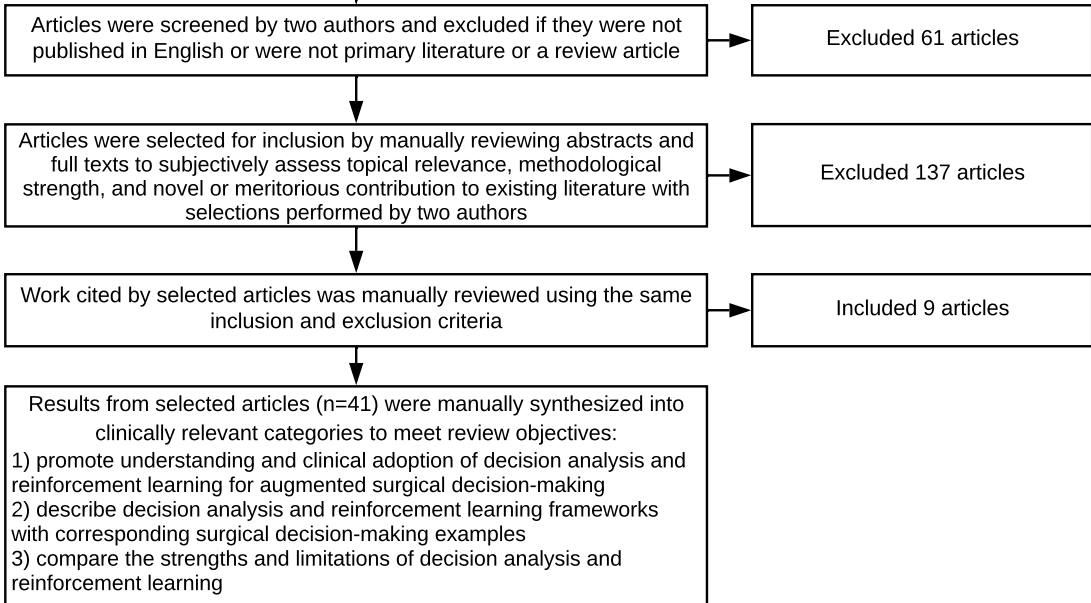 Articles were screened by two authors and excluded if they were not
published in English or were not primary literature or a review article
Excluded 61 articles
Articles were selected for inclusion by manually reviewing abstracts and
full texts to subjectively assess topical relevance, methodological
strength, and novel or meritorious contribution to existing literature with
selections performed by two authors
Excluded 137 articles
Work cited by selected articles was manually reviewed using the same
inclusion and exclusion criteria
Included 9 articles
Results from selected articles (n=41) were manually synthesized into
clinically relevant categories to meet review objectives:
1) promote understanding and clinical adoption of decision analysis and
reinforcement learning for augmented surgical decision-making
2) describe decision analysis and reinforcement learning frameworks
with corresponding surgical decision-making examples
3) compare the strengths and limitations of decision analysis and
reinforcement learning